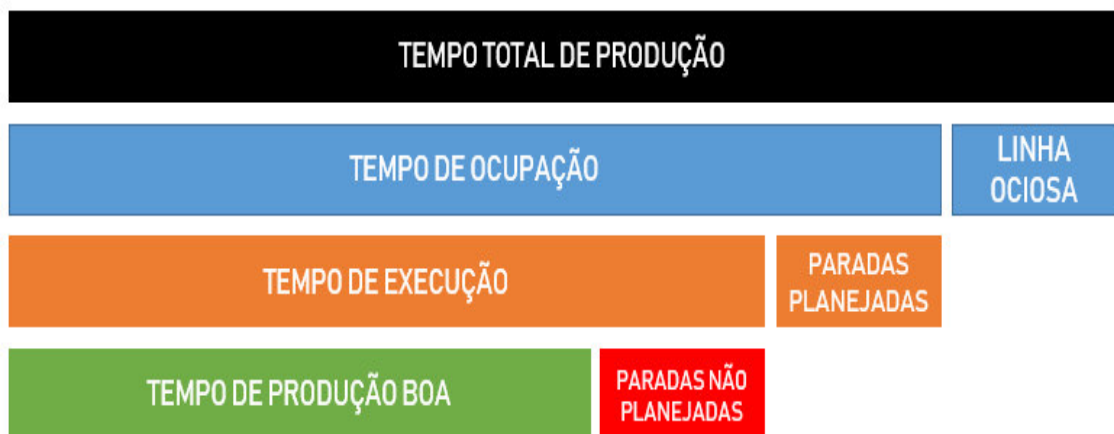 TEMPO TOTAL DE PRODUÇÃO
TEMPO DE OCUPAÇÃO
LINHA
OCIOSA
TEMPO DE EXECUÇÃO
PARADAS
PLANEJADAS
TEMPO DE PRODUÇÃO BOA
PARADAS NÃO
PLANEJADAS